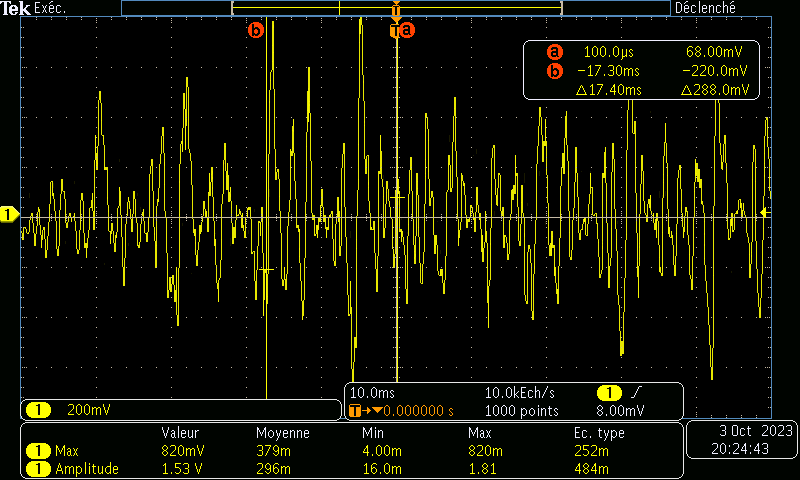 Tek Exéc. Déclenché
b T a
a 100.0µs 68.00mV
b −17.30ms −220.0mV
Δ17.40ms Δ288.0mV
1
1 200mV
10.0ms 10.0kEch/s 1
T→▼0.000000 s 1000 points 8.00mV
Valeur Moyenne Min Max Ec. type
1 Max 820mV 379m 4.00m 820m 252m
1 Amplitude 1.53 V 296m 16.0m 1.81 484m
3 Oct 2023
20:24:43